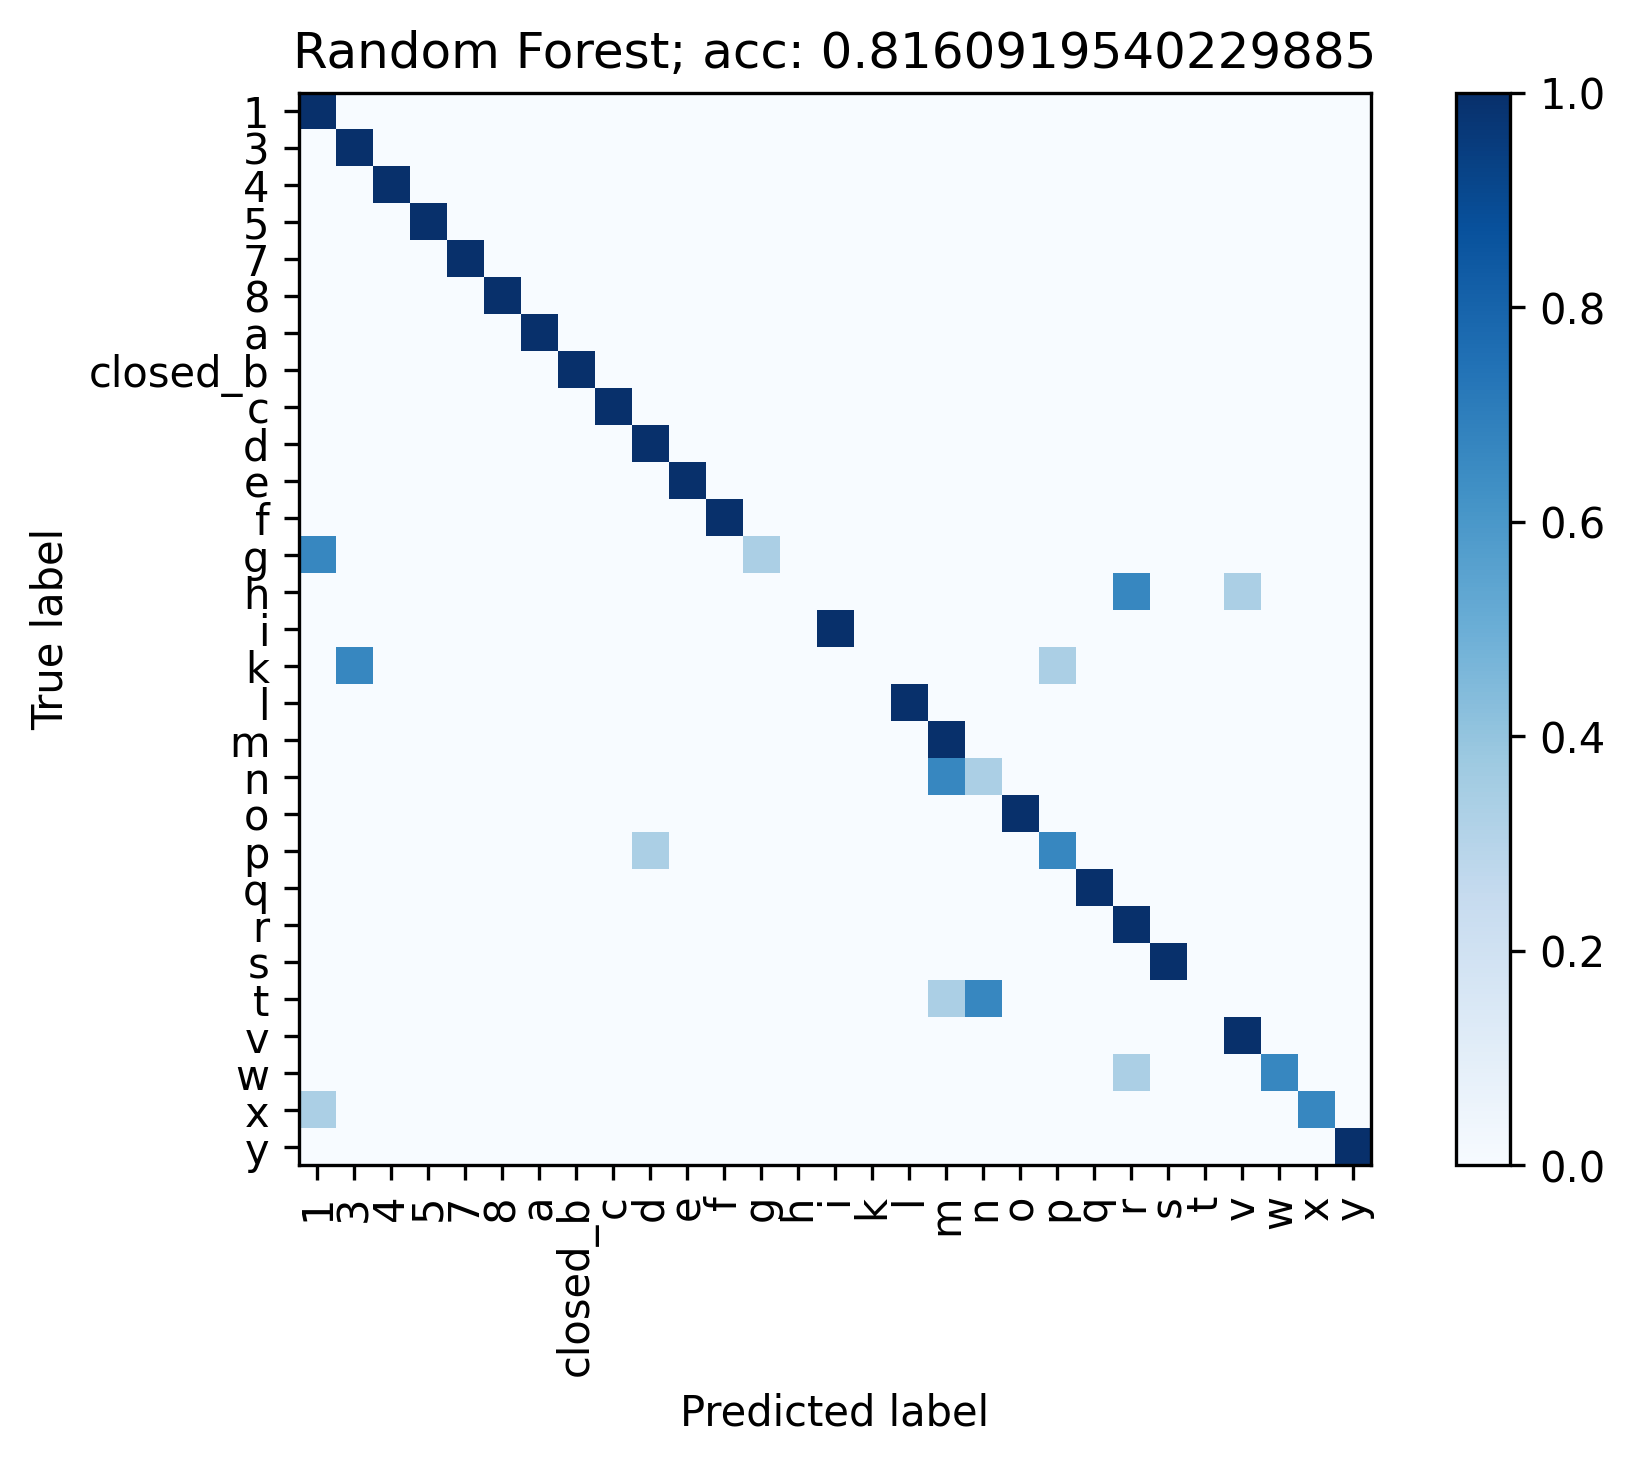 Random Forest; acc: 0.8160919540229885
True label
1
3
4
5
7
8
a
closed_b
c
d
e
f
g
h
i
k
l
m
n
o
p
q
r
s
t
v
w
x
y
1 3 4 5 7 8 a closed_b c d e f g h i k l m n o p q r s t v w x y
Predicted label
1.0
0.8
0.6
0.4
0.2
0.0